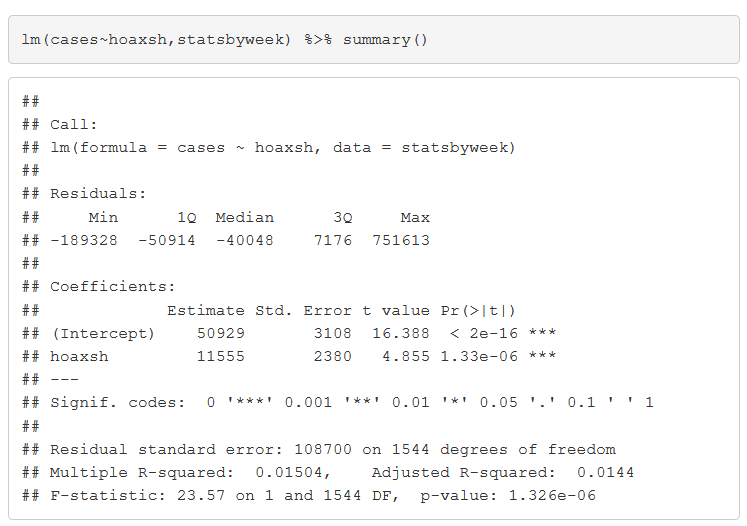 lm(cases~hoaxsh,statsbyweek) %>% summary()
##
## Call:
## lm(formula = cases ~ hoaxsh, data = statsbyweek)
##
## Residuals:
##     Min      1Q  Median      3Q     Max
## -189328  -50914  -40048    7176  751613
##
## Coefficients:
##             Estimate Std. Error t value Pr(>|t|)
## (Intercept)    50929       3108  16.388  < 2e-16 ***
## hoaxsh         11555       2380   4.855 1.33e-06 ***
## ---
## Signif. codes:  0 '***' 0.001 '**' 0.01 '*' 0.05 '.' 0.1 ' ' 1
##
## Residual standard error: 108700 on 1544 degrees of freedom
## Multiple R-squared:  0.01504,    Adjusted R-squared:  0.0144
## F-statistic: 23.57 on 1 and 1544 DF,  p-value: 1.326e-06